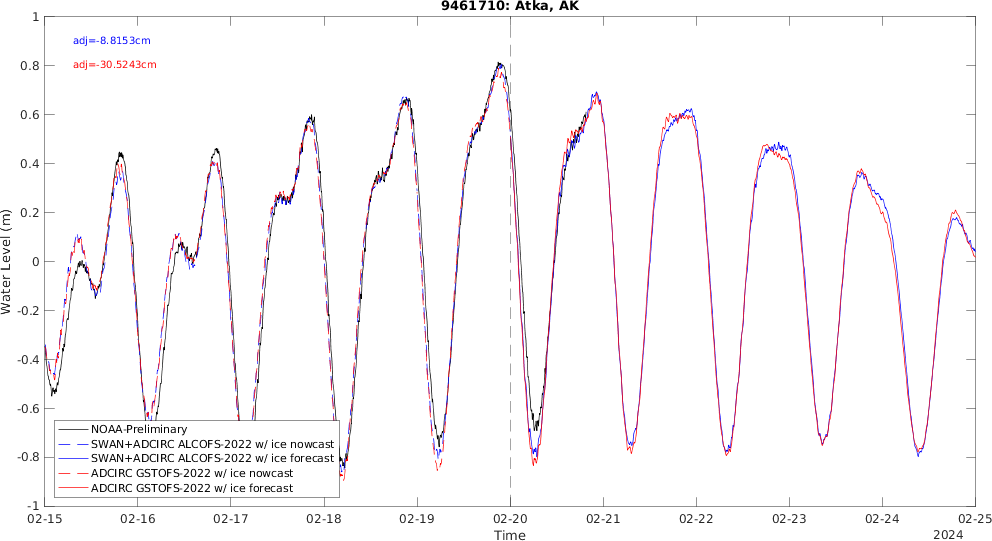 9461710: Atka, AK
adj=-8.8153cm
adj=-30.5243cm
1
0.8
0.6
0.4
0.2
0
-0.2
-0.4
-0.6
-0.8
-1
Water Level (m)
NOAA-Preliminary
SWAN+ADCIRC ALCOFS-2022 w/ ice nowcast
SWAN+ADCIRC ALCOFS-2022 w/ ice forecast
ADCIRC GSTOFS-2022 w/ ice nowcast
ADCIRC GSTOFS-2022 w/ ice forecast
02-15 02-16 02-17 02-18 02-19 02-20 02-21 02-22 02-23 02-24 02-25
Time
2024